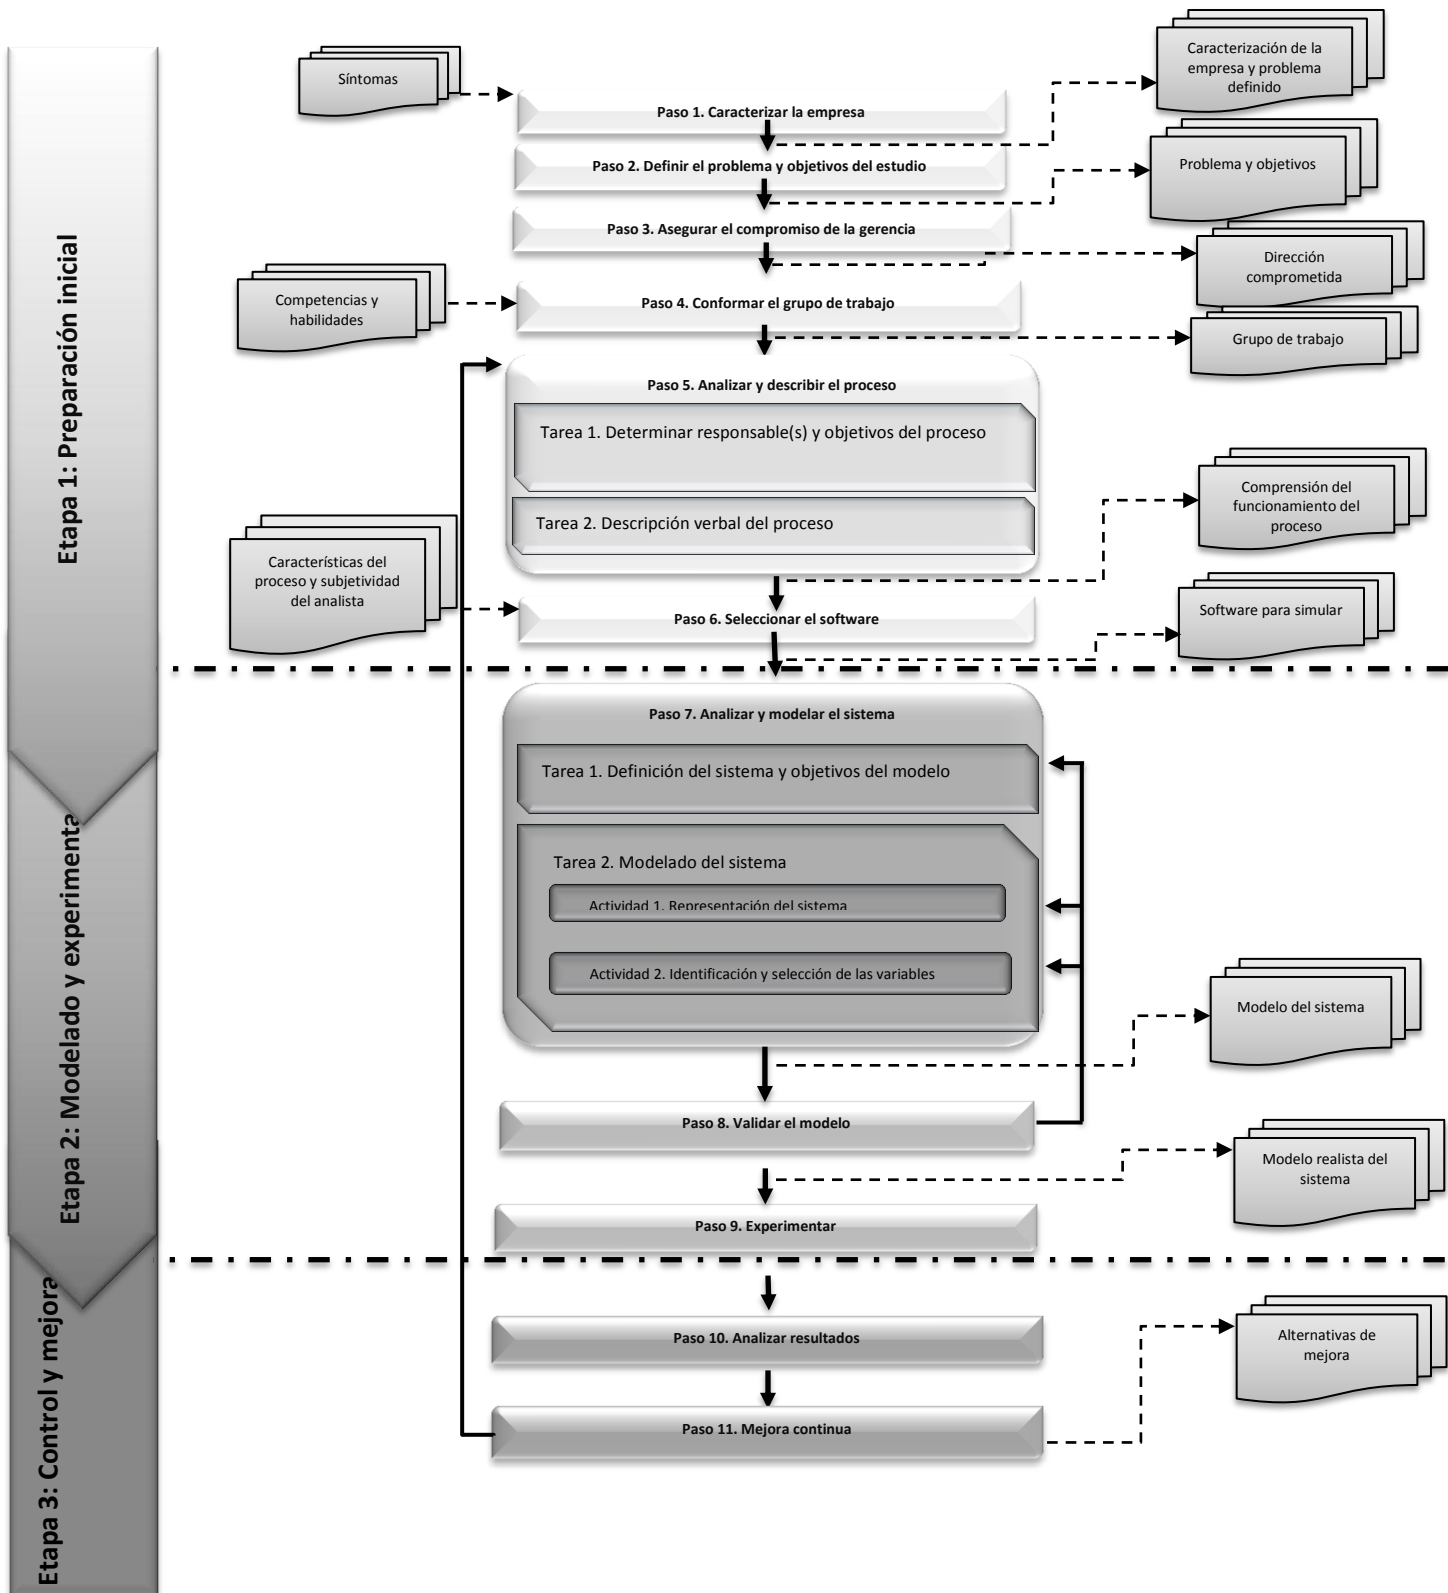 Síntomas
Caracterización de la
empresa y problema
definido
Paso 1. Caracterizar la empresa
Paso 2. Definir el problema y objetivos del estudio
Problema y objetivos
Paso 3. Asegurar el compromiso de la gerencia
Dirección
comprometida
Competencias y
habilidades
Paso 4. Conformar el grupo de trabajo
Grupo de trabajo
Etapa 1: Preparación inicial
Paso 5. Analizar y describir el proceso
Tarea 1. Determinar responsable(s) y objetivos del proceso
Tarea 2. Descripción verbal del proceso
Comprensión del
funcionamiento del
proceso
Características del
proceso y subjetividad
del analista
Paso 6. Seleccionar el software
Software para simular
Etapa 2: Modelado y experimenta
Paso 7. Analizar y modelar el sistema
Tarea 1. Definición del sistema y objetivos del modelo
Tarea 2. Modelado del sistema
Actividad 1. Representación del sistema
Actividad 2. Identificación y selección de las variables
Modelo del sistema
Paso 8. Validar el modelo
Modelo realista del
sistema
Paso 9. Experimentar
Etapa 3: Control y mejora
Paso 10. Analizar resultados
Alternativas de
mejora
Paso 11. Mejora continua